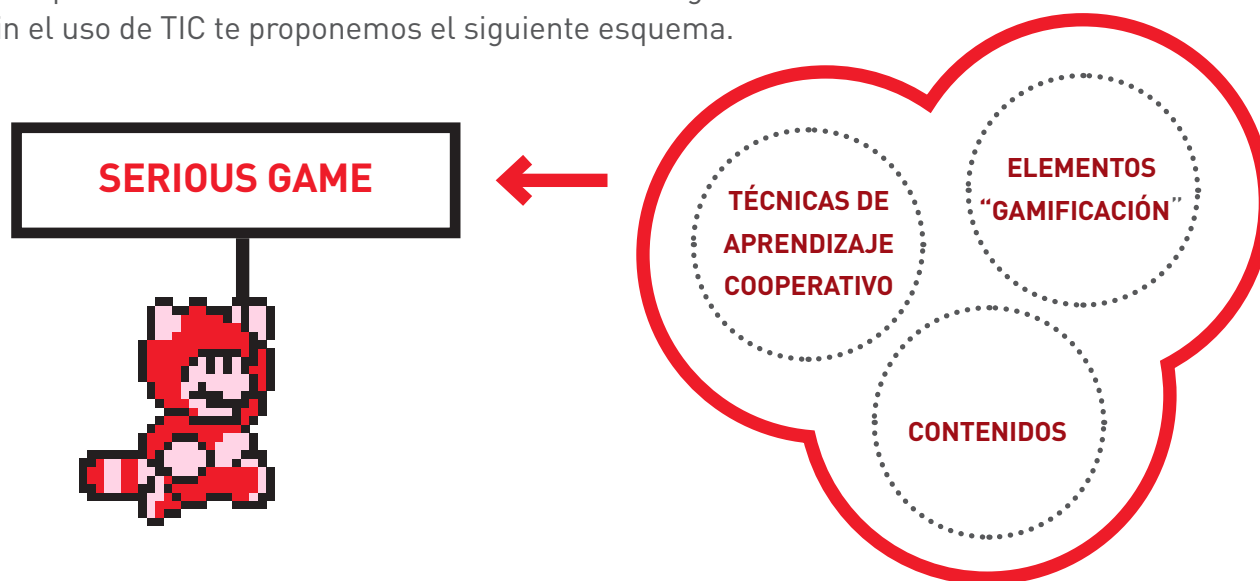 in el uso de TIC te proponemos el siguiente esquema.
SERIOUS GAME
TÉCNICAS DE
APRENDIZAJE
COOPERATIVO
ELEMENTOS
“GAMIFICACIÓN”
CONTENIDOS